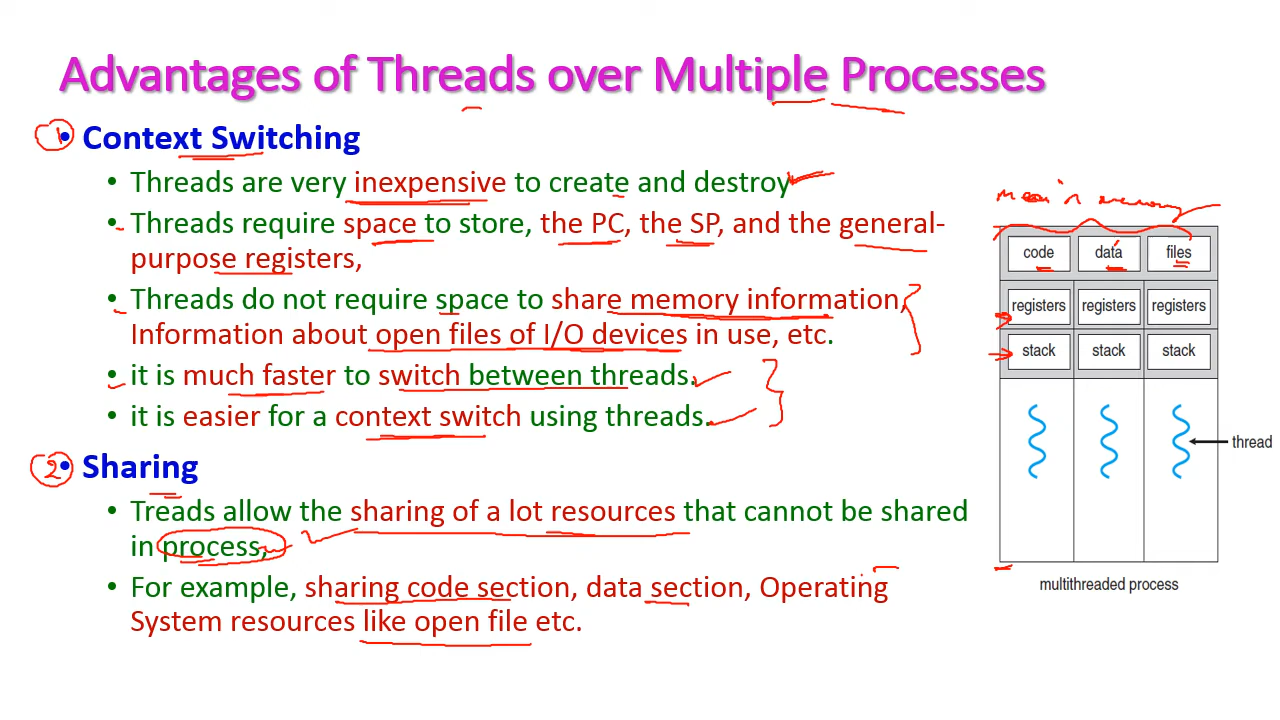 Advantages of Threads over Multiple Processes
1 • Context Switching
• Threads are very inexpensive to create and destroy
• Threads require space to store, the PC, the SP, and the general-
purpose registers,
• Threads do not require space to share memory information,
Information about open files of I/O devices in use, etc.
• it is much faster to switch between threads.
• it is easier for a context switch using threads.
2 • Sharing
• Treads allow the sharing of a lot resources that cannot be shared
in process,
• For example, sharing code section, data section, Operating
System resources like open file etc.
main memory
code data files
registers registers registers
stack stack stack
thread
multithreaded process